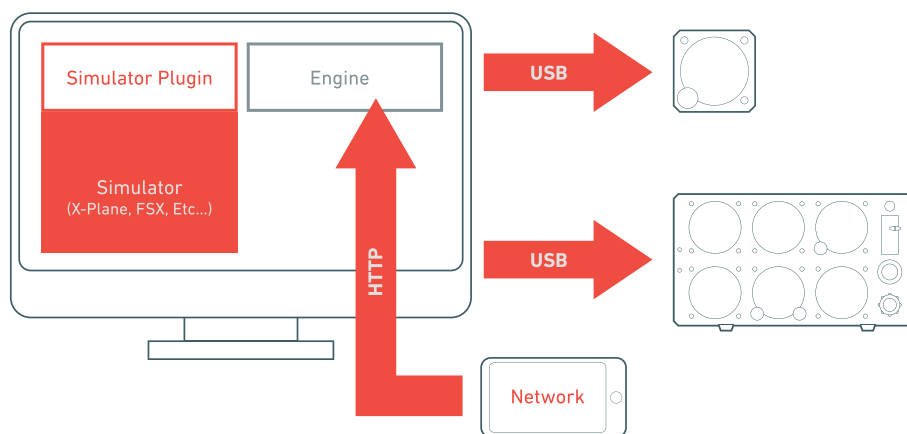 Simulator Plugin
Engine
USB
Simulator
(X-Plane, FSX, Etc...)
USB
HTTP
Network